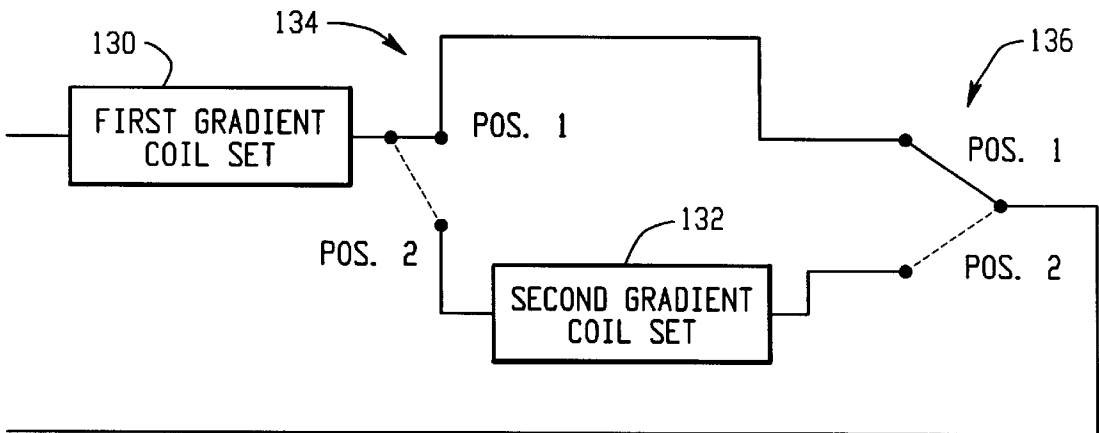 134
130
136
FIRST GRADIENT
COIL SET
POS. 1
POS. 1
132
POS. 2
POS. 2
SECOND GRADIENT
COIL SET